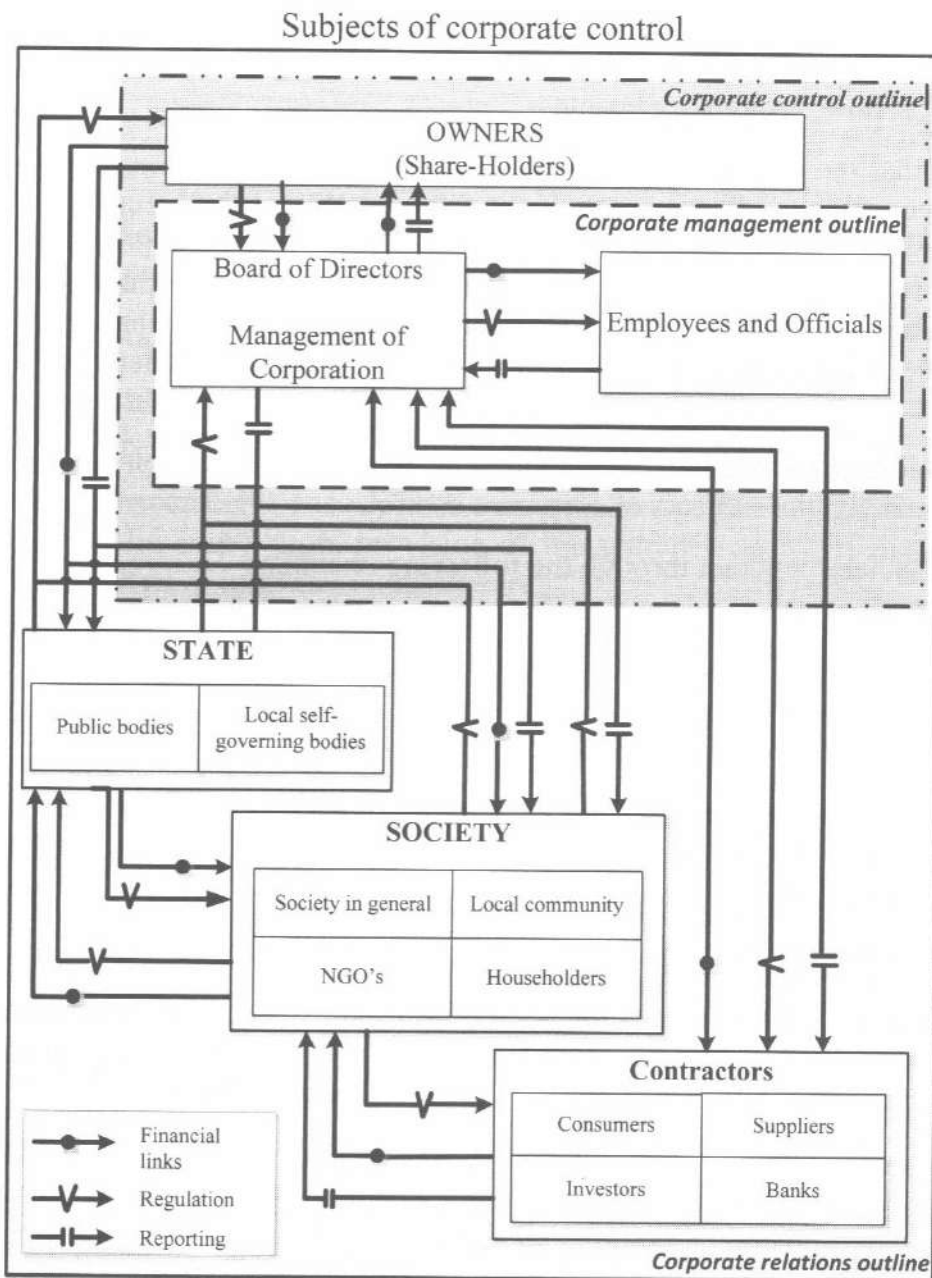 Subjects of corporate control
Corporate control outline
OWNERS
(Share-Holders)
Corporate management outline
Board of Directors
Management of
Corporation
Employees and Officials
STATE
Public bodies
Local self-
governing bodies
SOCIETY
Society in general
Local community
NGO's
Householders
Contractors
Consumers
Suppliers
Investors
Banks
Financial
links
Regulation
Reporting
Corporate relations outline